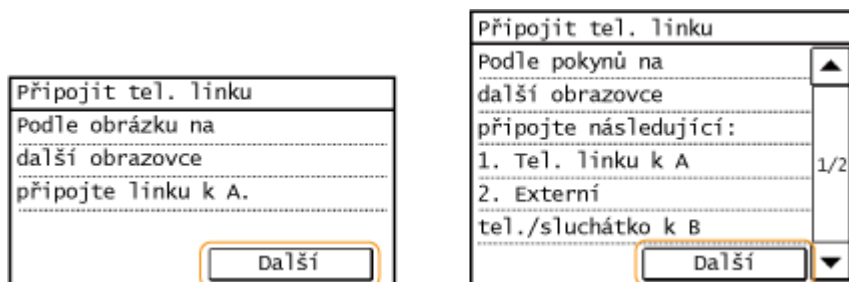 Připojit tel. linku
Podle obrázku na
další obrazovce
připojte linku k A.
Další
Připojit tel. linku
Podle pokynů na
další obrazovce
připojte následující:
1. Tel. linku k A
2. Externí
tel./sluchátko k B
1/2
Další